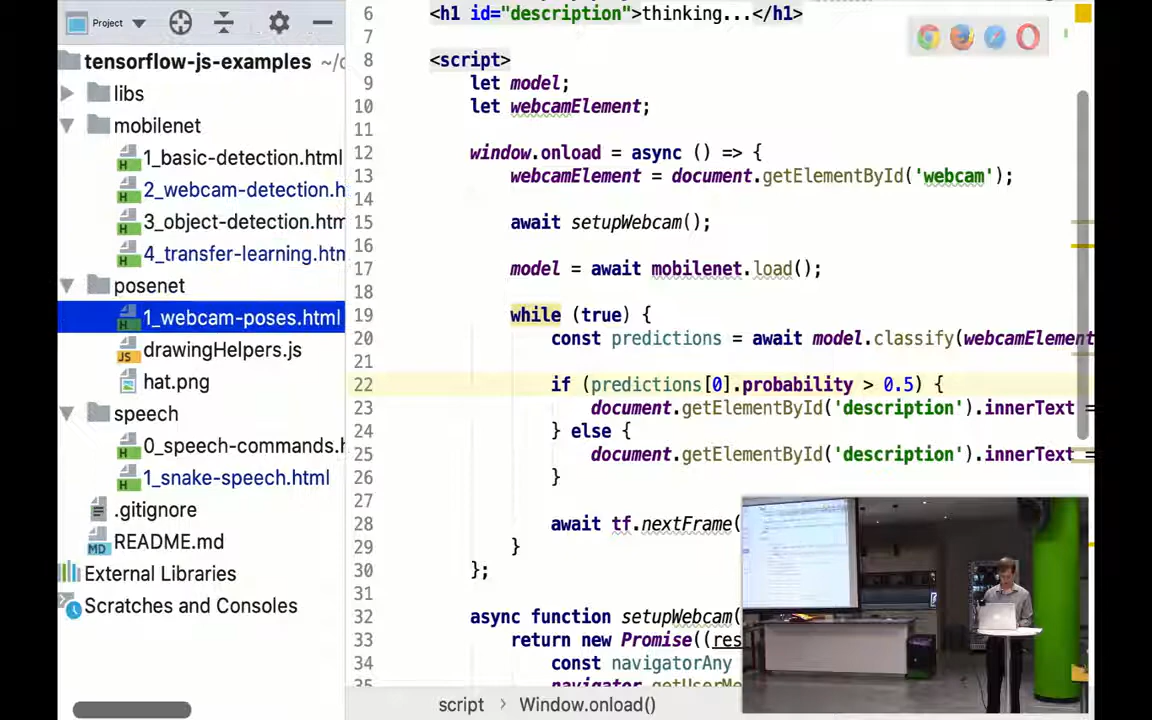 Project
tensorflow-js-examples ~/c
libs
mobilenet
1_basic-detection.html
2_webcam-detection.h
3_object-detection.htm
4_transfer-learning.htm
posenet
1_webcam-poses.html
drawingHelpers.js
hat.png
speech
0_speech-commands.h
1_snake-speech.html
.gitignore
README.md
External Libraries
Scratches and Consoles
6 <h1 id="description">thinking...</h1>
7
8 <script>
9 let model;
10 let webcamElement;
11
12 window.onload = async () => {
13 webcamElement = document.getElementById('webcam');
14
15 await setupWebcam();
16
17 model = await mobilenet.load();
18
19 while (true) {
20 const predictions = await model.classify(webcamElement
21
22 if (predictions[0].probability > 0.5) {
23 document.getElementById('description').innerText =
24 } else {
25 document.getElementById('description').innerText =
26 }
27
28 await tf.nextFrame(
29 }
30 };
31
32 async function setupWebcam(
33 return new Promise((res
34 const navigatorAny
35 navigator.getUserMe
script > Window.onload()